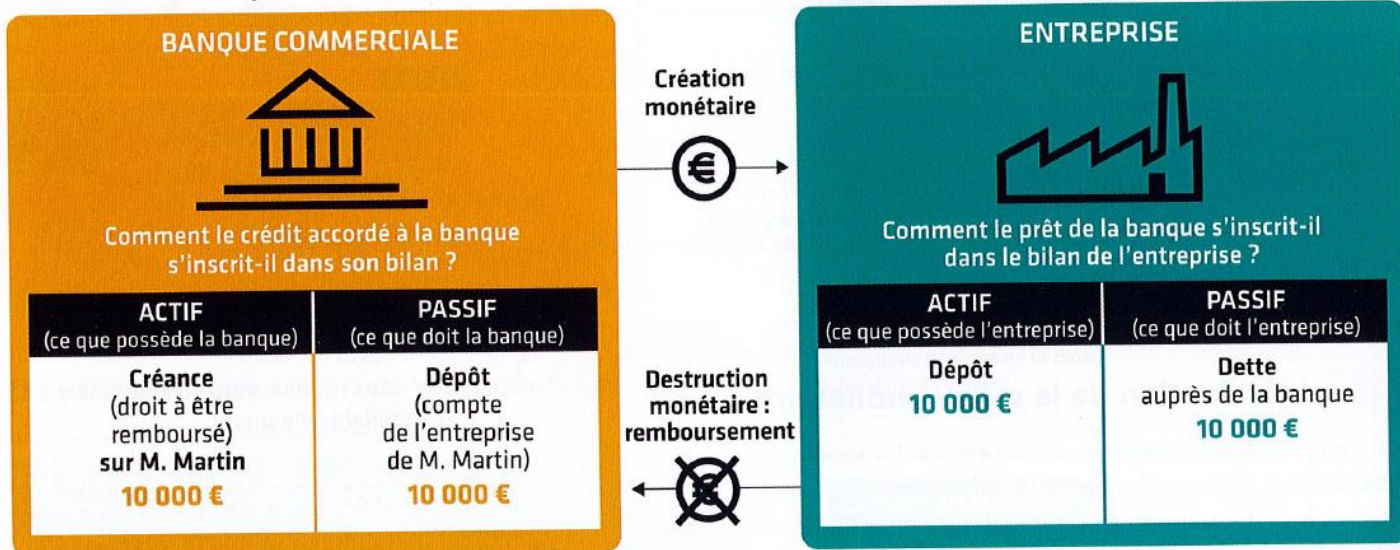 BANQUE COMMERCIALE
Comment le crédit accordé à la banque
s'inscrit-il dans son bilan ?
ACTIF
(ce que possède la banque)
PASSIF
(ce que doit la banque)
Créance
(droit à être
remboursé)
sur M. Martin
10 000 €
Dépôt
(compte
de l'entreprise
de M. Martin)
10 000 €
Création
monétaire
€
Destruction
monétaire :
remboursement
€
ENTREPRISE
Comment le prêt de la banque s'inscrit-il
dans le bilan de l'entreprise ?
ACTIF
(ce que possède l'entreprise)
PASSIF
(ce que doit l'entreprise)
Dépôt
10 000 €
Dette
auprès de la banque
10 000 €